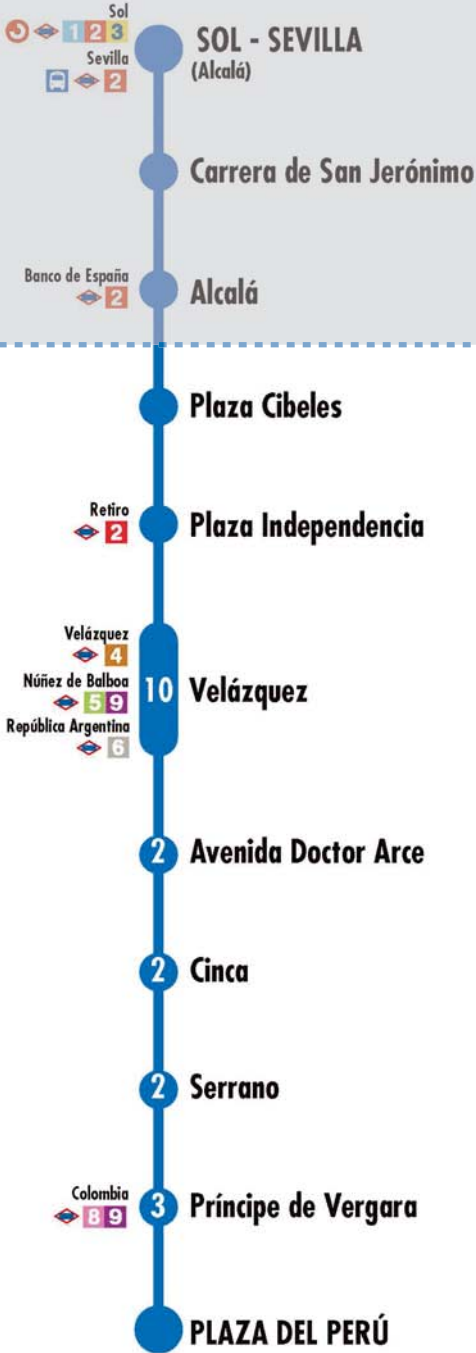 Sol
1 2 3
Sevilla
2
SOL - SEVILLA
(Alcalá)
Carrera de San Jerónimo
Banco de España
2
Alcalá
Plaza Cibeles
Retiro
2
Plaza Independencia
Velázquez
4
Núñez de Balboa
5 9
República Argentina
6
10 Velázquez
2 Avenida Doctor Arce
2 Cinca
2 Serrano
Colombia
8 9
3 Príncipe de Vergara
PLAZA DEL PERÚ